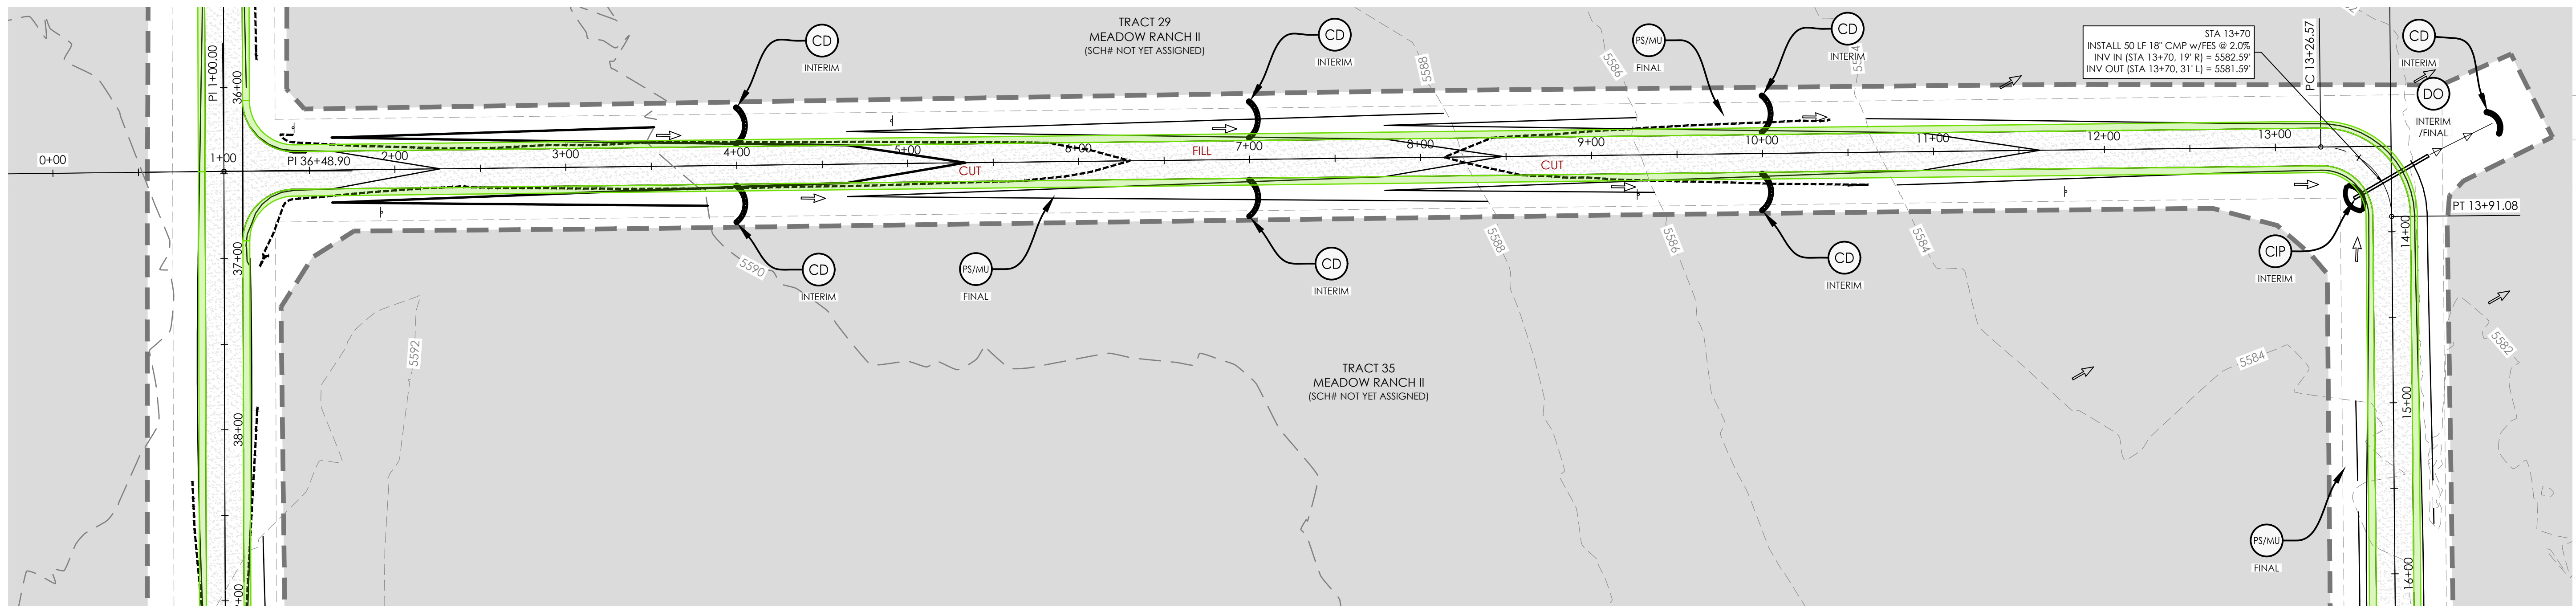 TRACT 29
MEADOW RANCH II
(SCH# NOT YET ASSIGNED)
CD
INTERIM
CD
INTERIM
PS/MU
FINAL
CD
INTERIM
STA 13+70
INSTALL 50 LF 18" CMP w/FES @ 2.0%
INV IN (STA 13+70, 19' R) = 5582.59'
INV OUT (STA 13+70, 31' L) = 5581.59'
PC 13+26.57
CD
INTERIM
DO
INTERIM
/FINAL
PI 1+00.00
36+00
5588
5586
0+00
1+00
PI 36+48.90
2+00
3+00
4+00
5+00
6+00
7+00
8+00
9+00
10+00
11+00
12+00
13+00
FILL
CUT
CUT
PT 13+91.08
14+00
37+00
5590
CD
INTERIM
PS/MU
FINAL
CD
INTERIM
CD
INTERIM
5588
5586
5584
CIP
INTERIM
5592
5584
5582
TRACT 35
MEADOW RANCH II
(SCH# NOT YET ASSIGNED)
38+00
15+00
PS/MU
FINAL
16+00